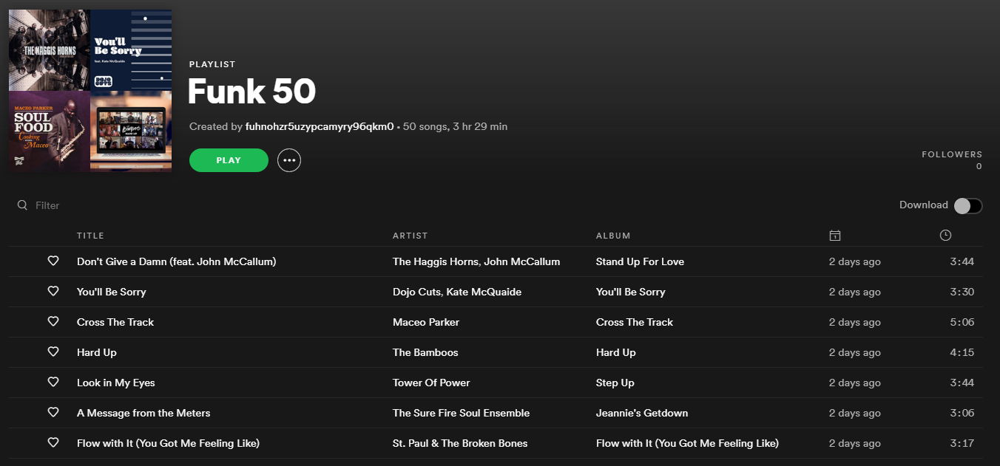 THE HAGGIS HORNS
You'll
Be Sorry
feat. Kate McQuaide
DOJO
CUTS
MACEO PARKER
SOUL
FOOD
Cooking
with
Maceo
Bamboos
HARD UP
PLAYLIST
Funk 50
Created by fuhnohzr5uzypcamyry96qkm0 • 50 songs, 3 hr 29 min
PLAY
FOLLOWERS
0
Filter
Download
TITLE ARTIST ALBUM
Don't Give a Damn (feat. John McCallum) The Haggis Horns, John McCallum Stand Up For Love 2 days ago 3:44
You'll Be Sorry Dojo Cuts, Kate McQuaide You'll Be Sorry 2 days ago 3:30
Cross The Track Maceo Parker Cross The Track 2 days ago 5:06
Hard Up The Bamboos Hard Up 2 days ago 4:15
Look in My Eyes Tower Of Power Step Up 2 days ago 3:44
A Message from the Meters The Sure Fire Soul Ensemble Jeannie's Getdown 2 days ago 3:06
Flow with It (You Got Me Feeling Like) St. Paul & The Broken Bones Flow with It (You Got Me Feeling Like) 2 days ago 3:17